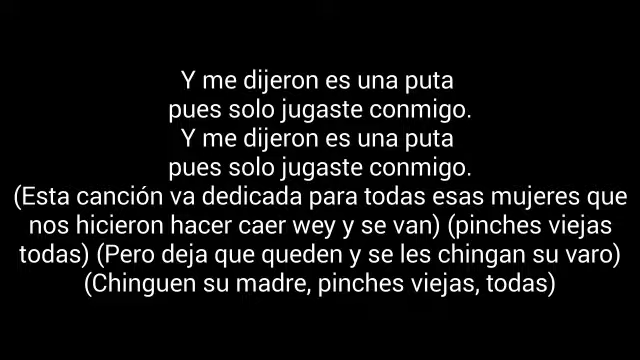 Y me dijeron es una puta
pues solo jugaste conmigo.
Y me dijeron es una puta
pues solo jugaste conmigo.
(Esta canción va dedicada para todas esas mujeres que
nos hicieron hacer caer wey y se van) (pinches viejas
todas) (Pero deja que queden y se les chingan su varo)
(Chinguen su madre, pinches viejas, todas)